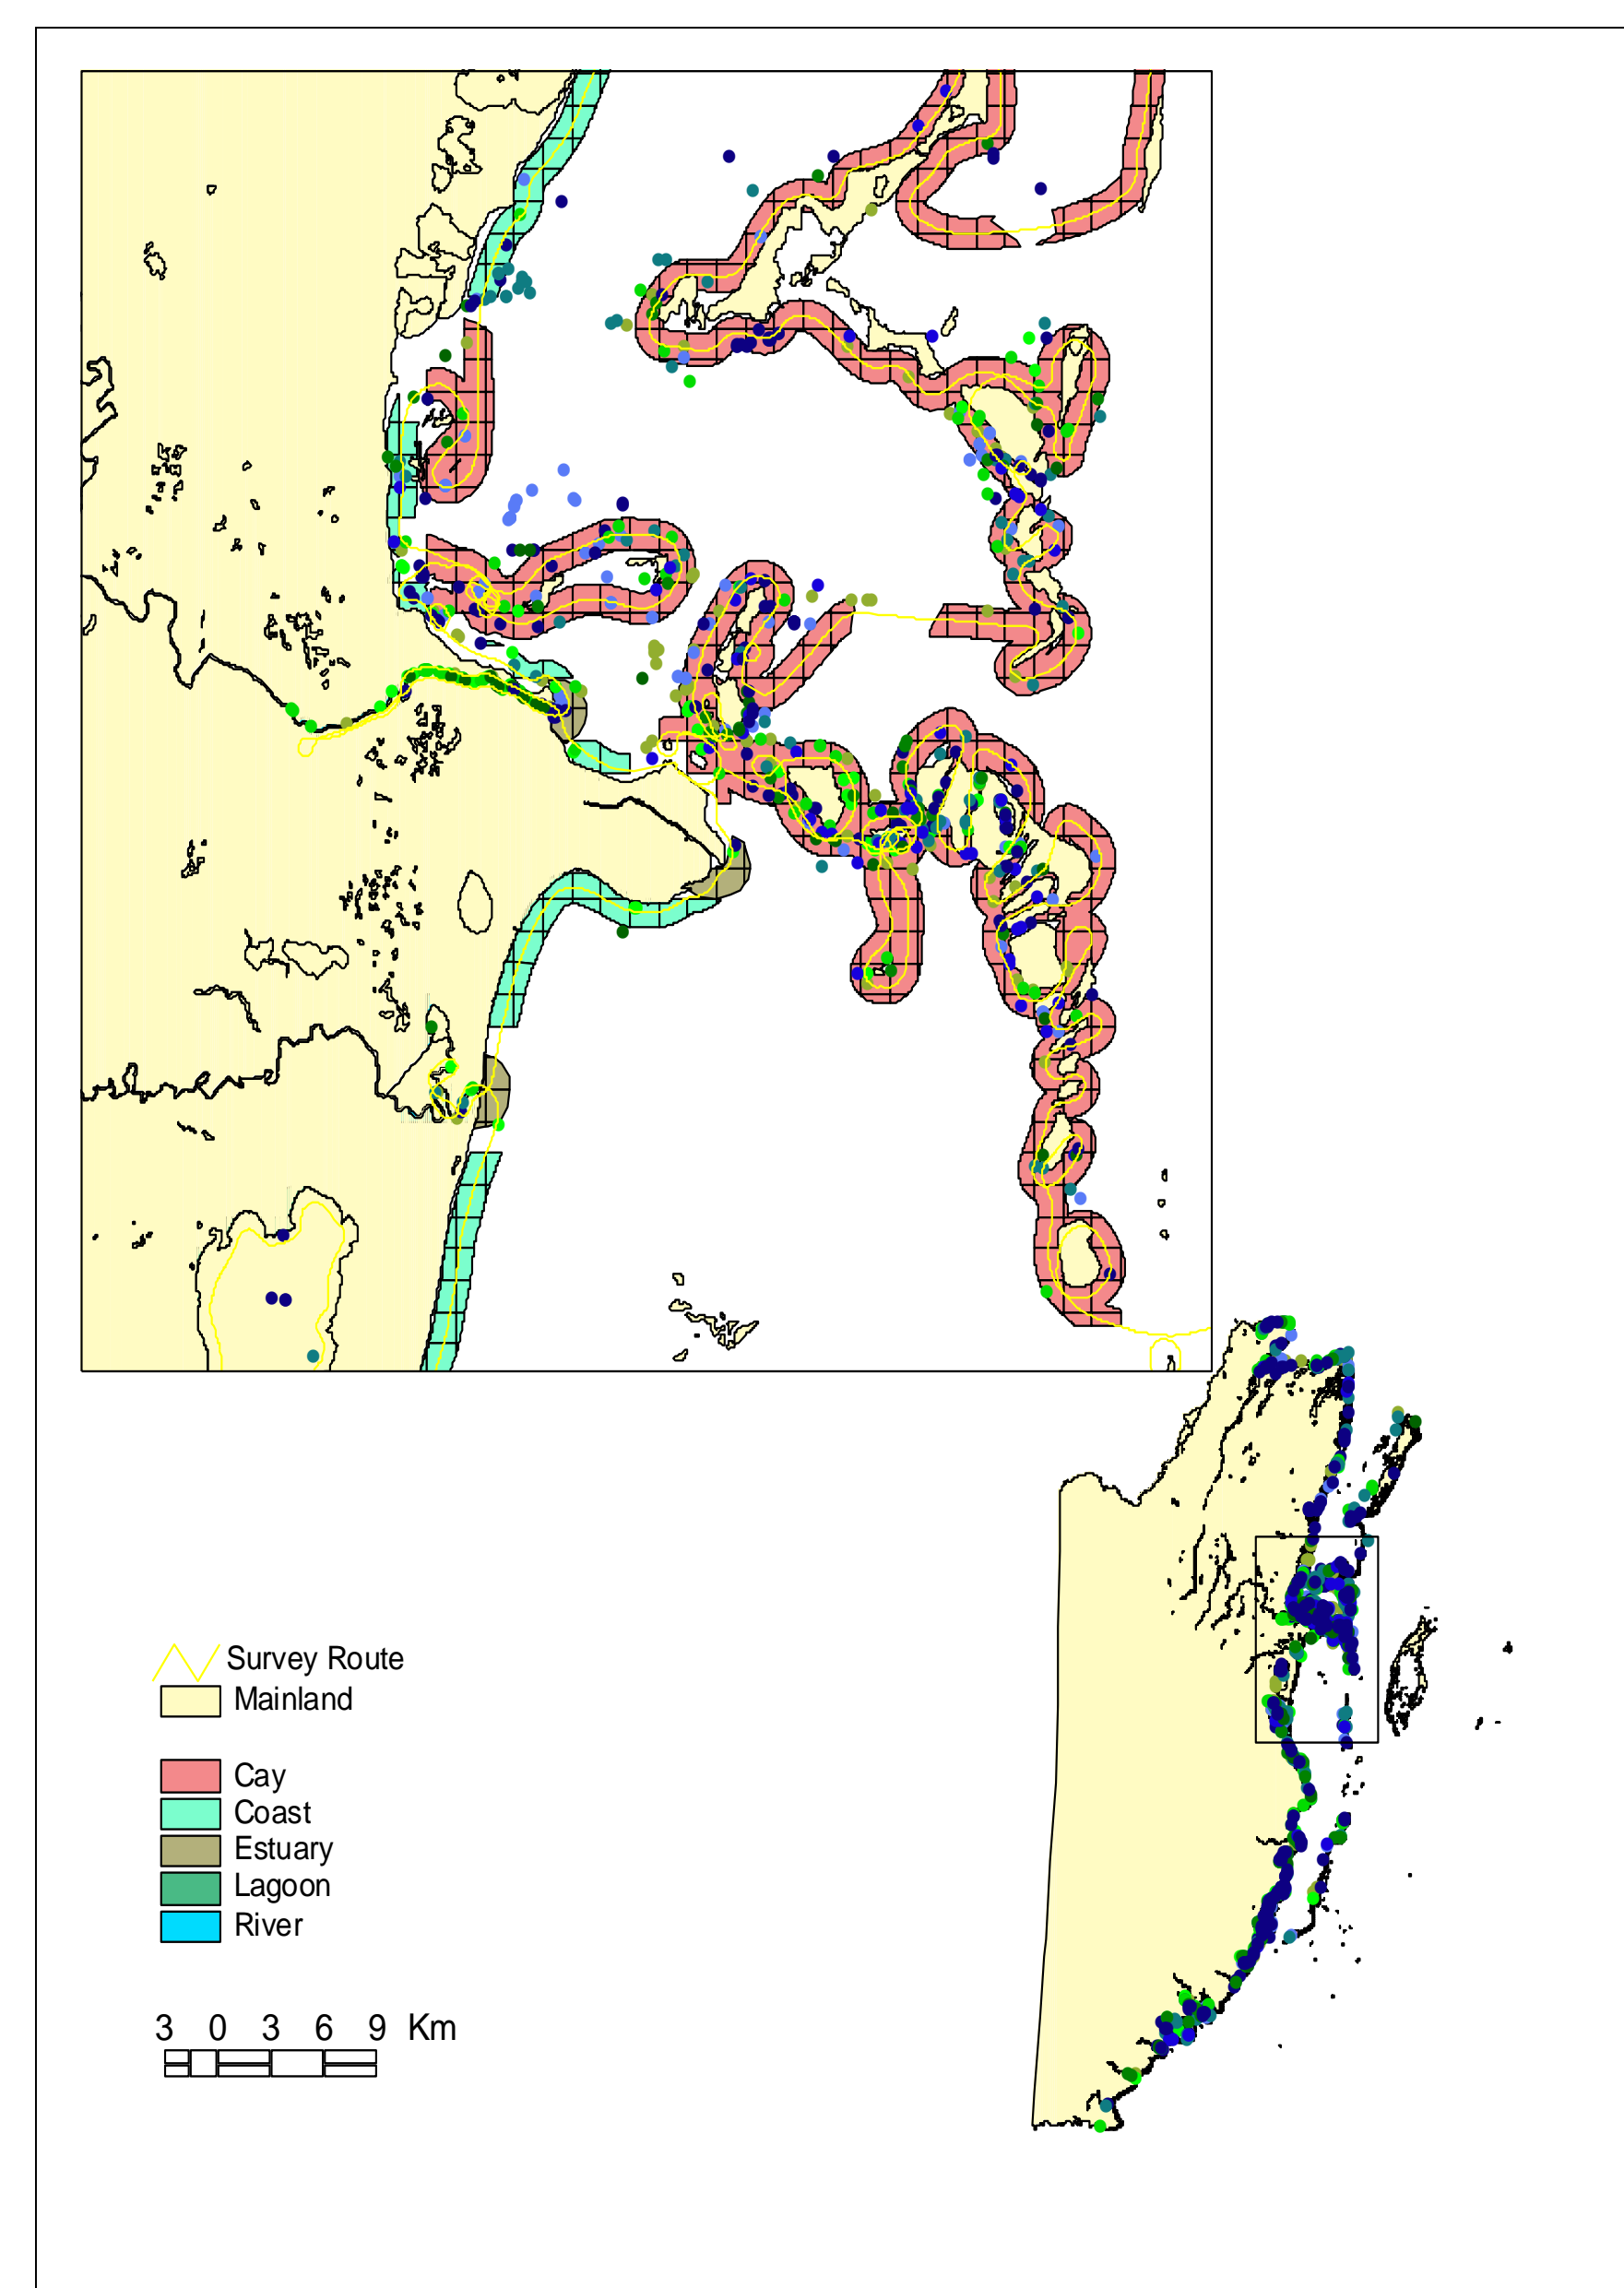 Survey Route
Mainland
Cay
Coast
Estuary
Lagoon
River
3 0 3 6 9 Km